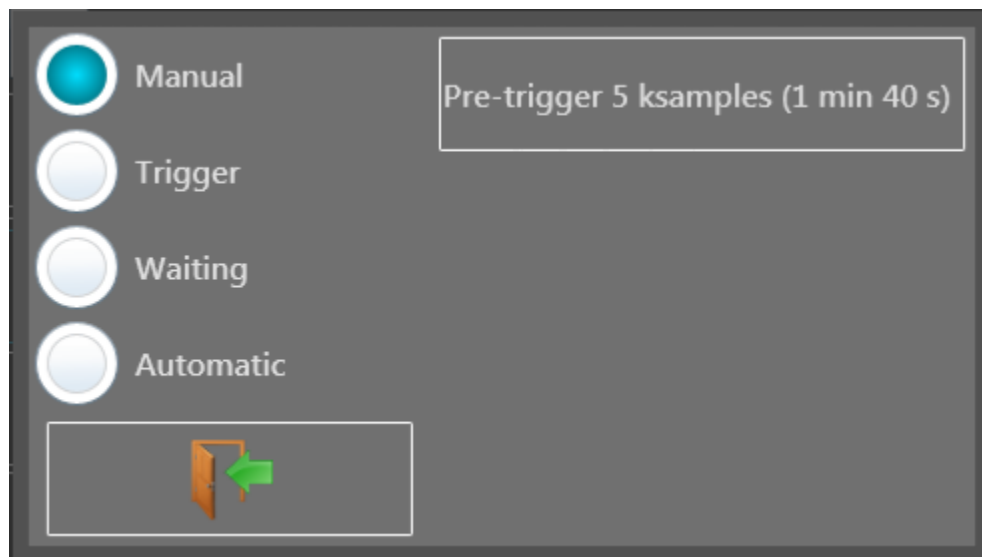 Manual
Pre-trigger 5 ksamples (1 min 40 s)
Trigger
Waiting
Automatic